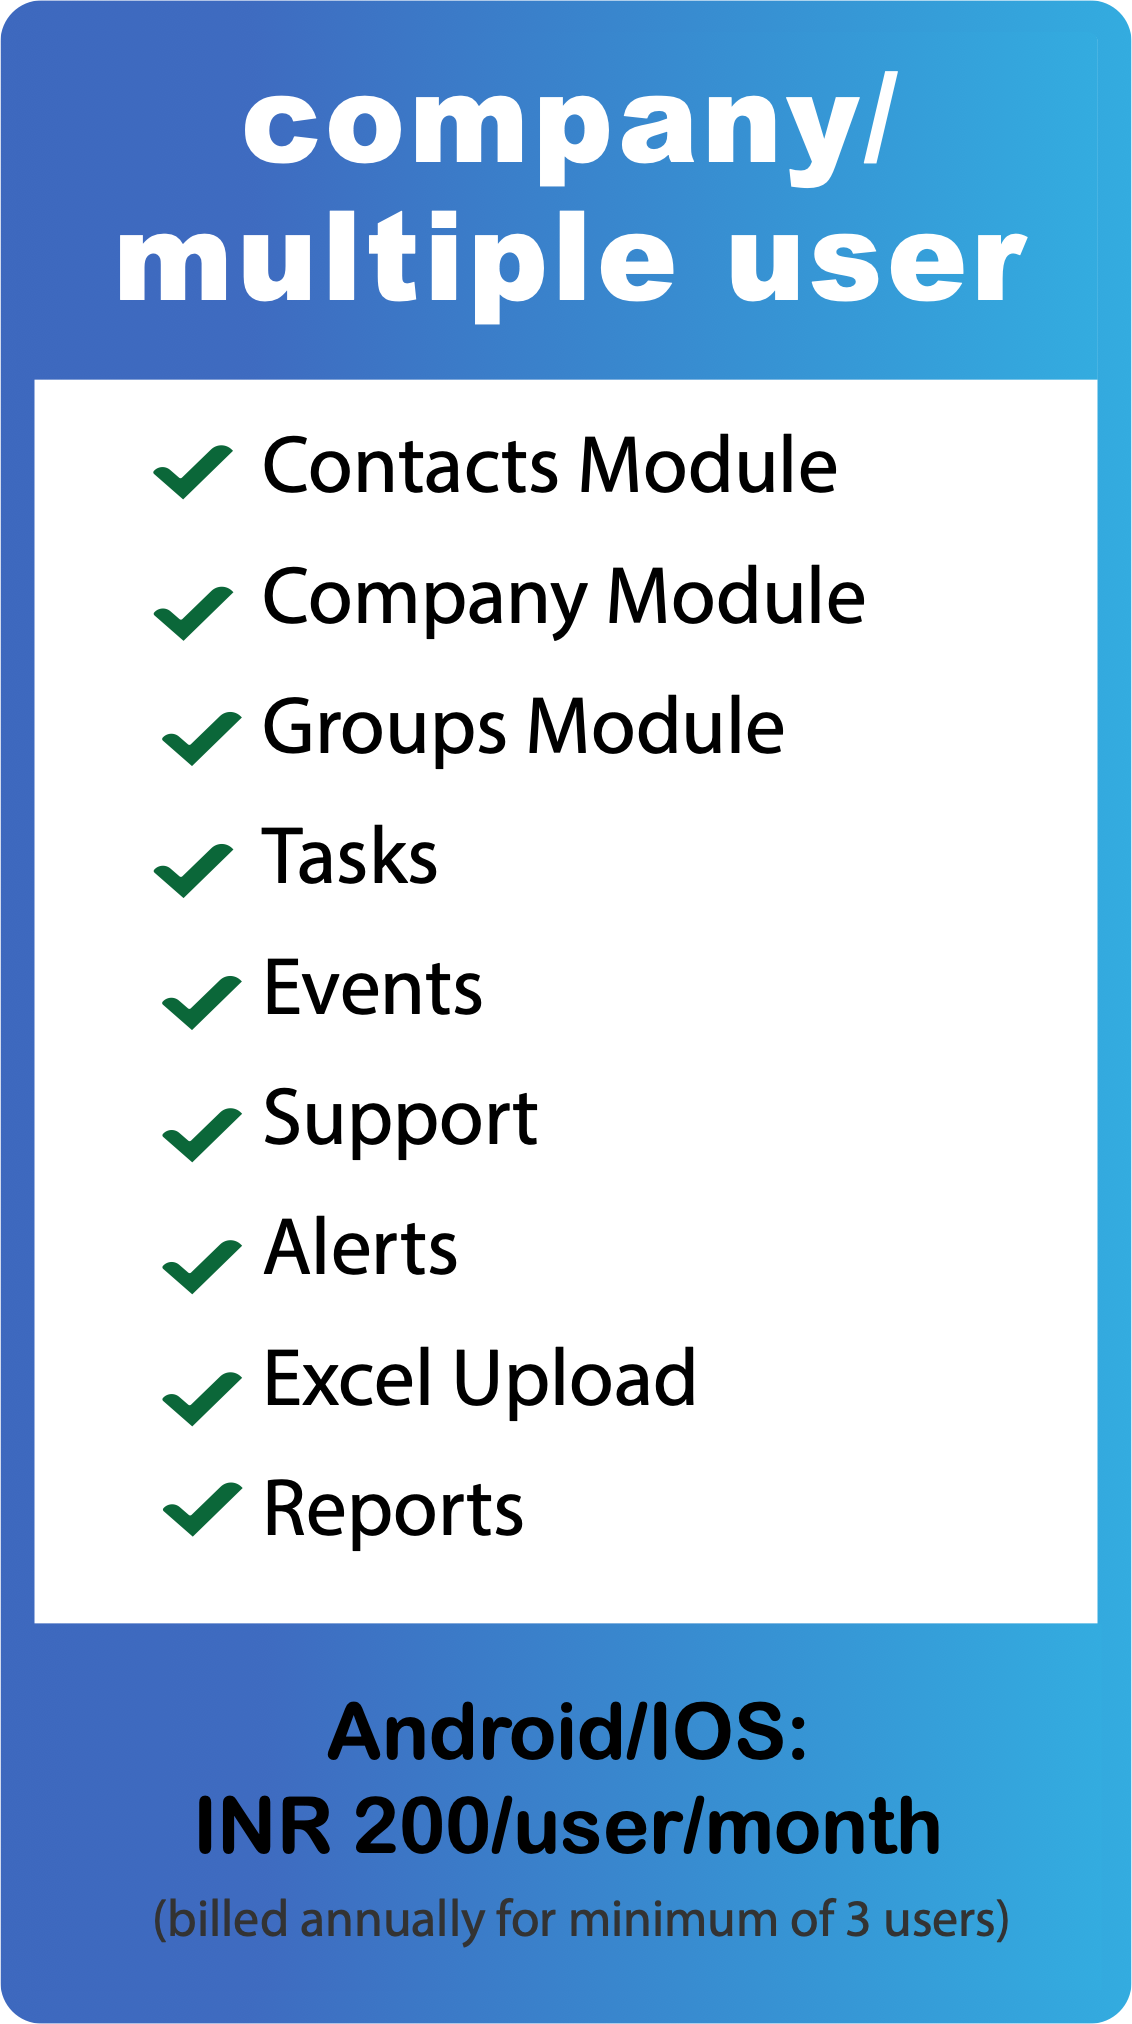 company/
multiple user
Contacts Module
Company Module
Groups Module
Tasks
Events
Support
Alerts
Excel Upload
Reports
Android/IOS:
INR 200/user/month
(billed annually for minimum of 3 users)